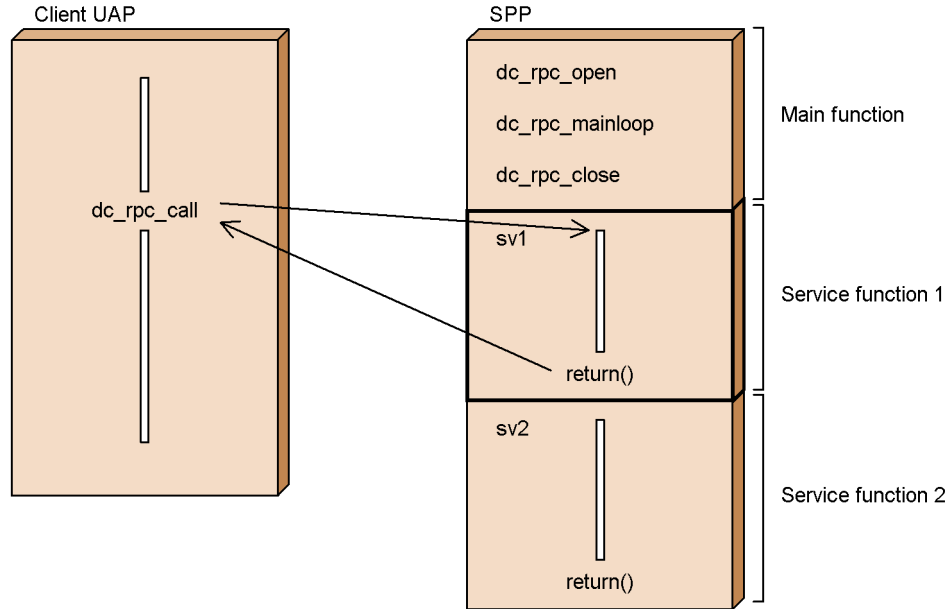 Client UAP
dc_rpc_call
SPP
dc_rpc_open
dc_rpc_mainloop
dc_rpc_close
Main function
sv1
return()
Service function 1
sv2
return()
Service function 2